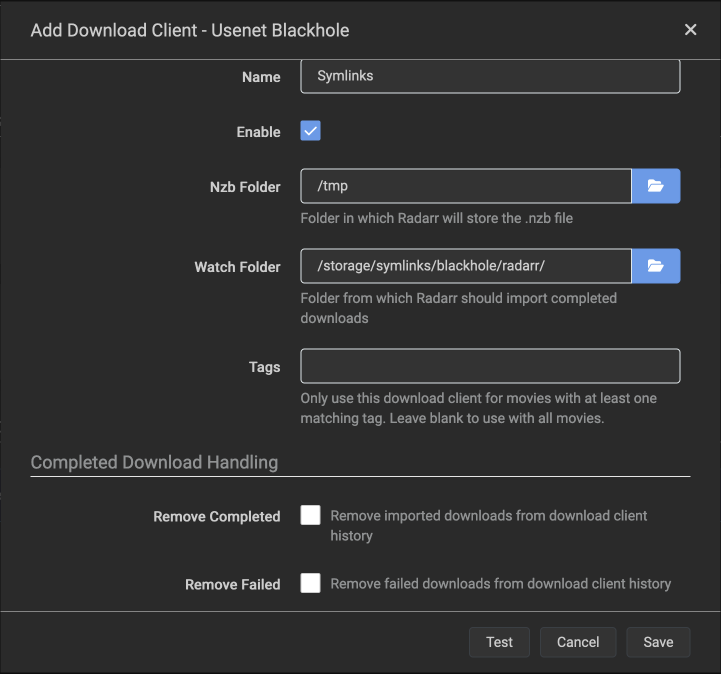 Add Download Client - Usenet Blackhole
Name
Symlinks
Enable
Nzb Folder
/tmp
Folder in which Radarr will store the .nzb file
Watch Folder
/storage/symlinks/blackhole/radarr/
Folder from which Radarr should import completed
downloads
Tags
Only use this download client for movies with at least one
matching tag. Leave blank to use with all movies.
Completed Download Handling
Remove Completed
Remove imported downloads from download client
history
Remove Failed
Remove failed downloads from download client history
Test
Cancel
Save